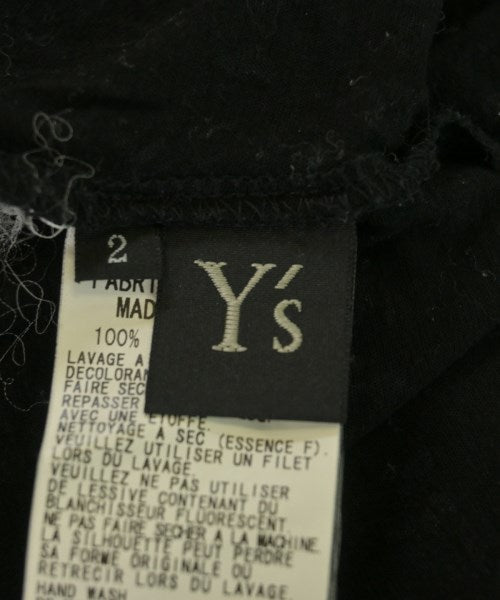 2
Y's
FABRI
MAD
100%
LAVAGE A
DECOLORAN
FAIRE SEC
REPASSER
AVEC UNE ETOFFE.
NETTOYAGE A SEC (ESSENCE F).
VEUILLEZ UTILISER UN FILET
LORS DU LAVAGE.
VEUILLEZ NE PAS UTILISER
DE LESSIVE CONTENANT DU
BLANCHISSEUR FLUORESCENT.
NE PAS FAIRE SECHER A LA MACHINE.
LA SILHOUETTE PEUT PERDRE
SA FORME ORIGINALE OU
RETRECIR LORS DU LAVAGE.
HAND WASH